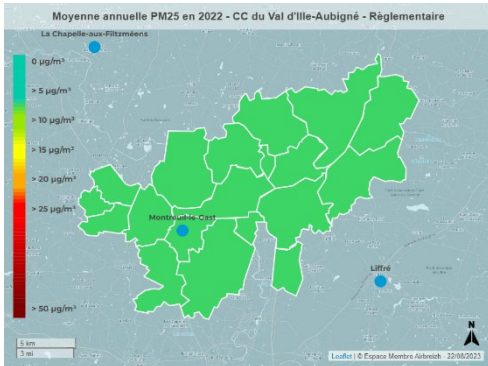 Moyenne annuelle PM25 en 2022 - CC du Val d'Ille-Aubigné - Règlementaire
La Chapelle-aux-Filtzméens
0 µg/m³
> 5 µg/m³
> 10 µg/m³
> 15 µg/m³
> 20 µg/m³
> 25 µg/m³
> 50 µg/m³
Montreuil-le-Gast
Liffré
N
5 km
3 mi
Leaflet | © Espace Membre Airbreizh - 22/08/2023